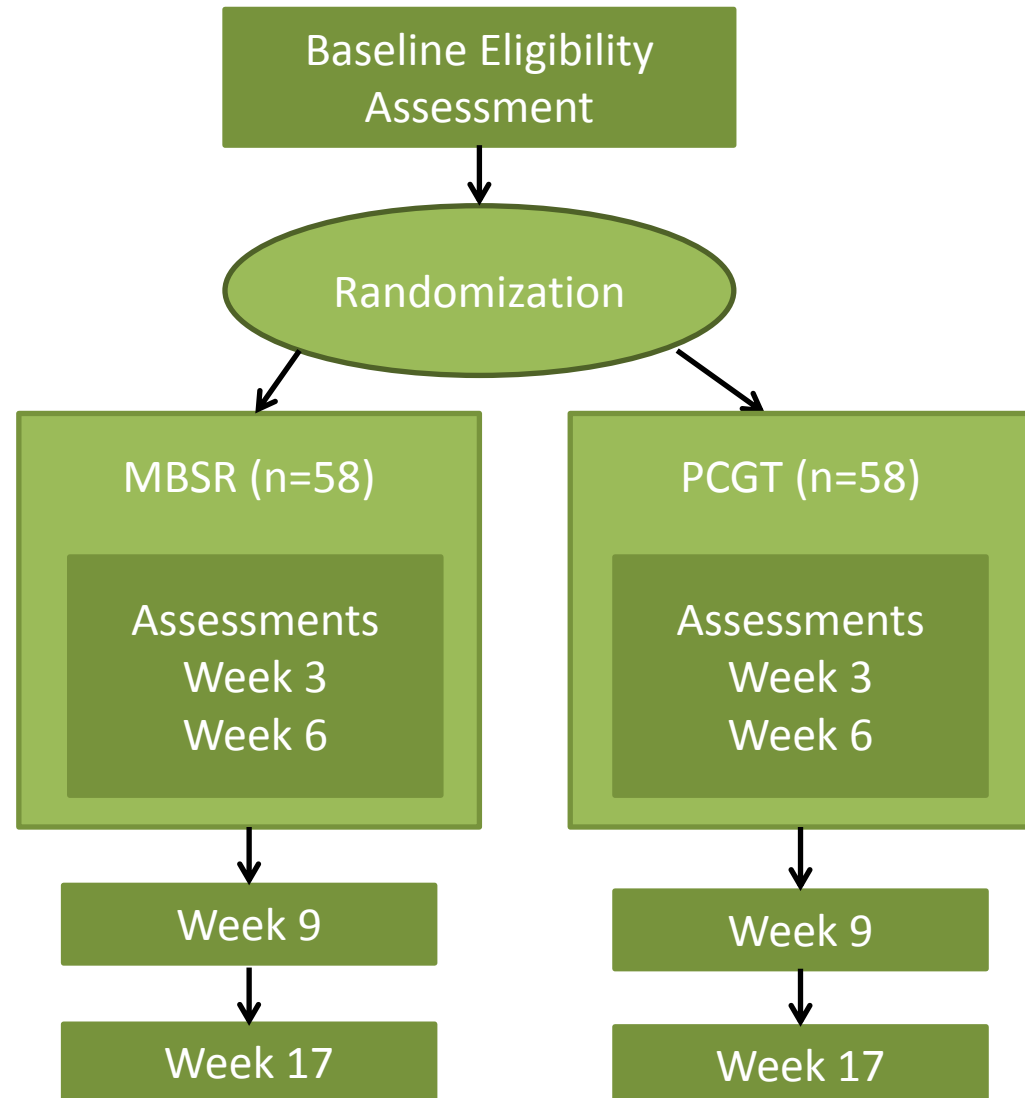 Baseline Eligibility
Assessment
Randomization
MBSR (n=58)
Assessments
Week 3
Week 6
Week 9
Week 17
PCGT (n=58)
Assessments
Week 3
Week 6
Week 9
Week 17